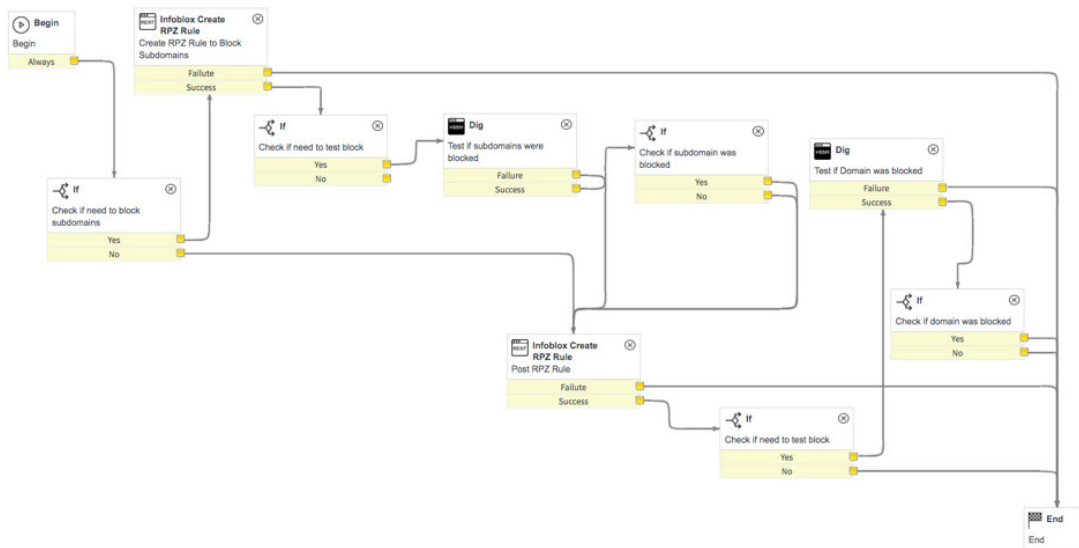 Begin
Begin
Always
REST
Infoblox Create
RPZ Rule
Create RPZ Rule to Block
Subdomains
Failure
Success
If
Check if need to test block
Yes
No
Dig
Test if subdomains were
blocked
Failure
Success
If
Check if subdomain was
blocked
Yes
No
Dig
Test if Domain was blocked
Failure
Success
If
Check if need to block
subdomains
Yes
No
If
Check if domain was blocked
Yes
No
REST
Infoblox Create
RPZ Rule
Post RPZ Rule
Failure
Success
If
Check if need to test block
Yes
No
End
End